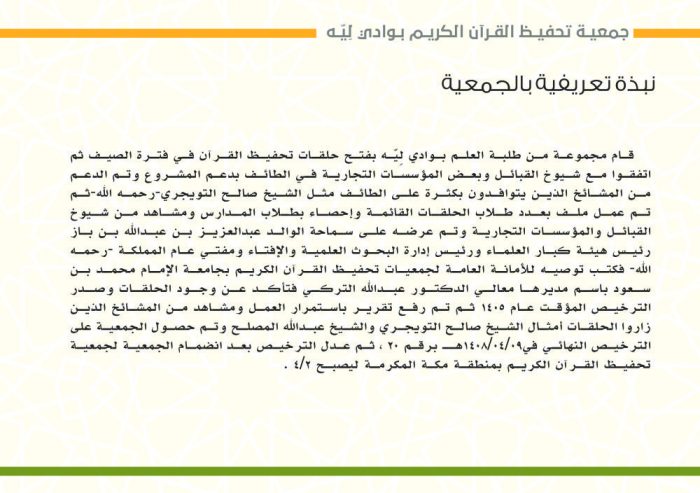 جمعية تحفيظ القرآن الكريم بوادي لِيّه
نبذة تعريفية بالجمعية
قام مجموعة من طلبة العلم بوادي لِيّه بفتح حلقات تحفيظ القرآن في فترة الصيف ثم
اتفقوا مع شيوخ القبائل وبعض المؤسسات التجارية في الطائف بدعم المشروع وتم الدعم
من المشائخ الذين يتوافدون بكثرة على الطائف مثل الشيخ صالح التويجري-رحمه الله-ثم
تم عمل ملف بعدد طلاب الحلقات القائمة وإحصاء بطلاب المدارس ومشاهد من شيوخ
القبائل والمؤسسات التجارية وتم عرضه على سماحة الوالد عبدالعزيز بن عبدالله بن باز
رئيس هيئة كبار العلماء ورئيس إدارة البحوث العلمية والإفتاء ومفتي عام المملكة -رحمه
الله- فكتب توصيه للأمانة العامة لجمعيات تحفيظ القرآن الكريم بجامعة الإمام محمد بن
سعود باسم مديرها معالي الدكتور عبدالله التركي فتأكد عن وجود الحلقات وصدر
الترخيص المؤقت عام ١٤٠٥ ثم تم رفع تقرير باستمرار العمل ومشاهد من المشائخ الذين
زاروا الحلقات أمثال الشيخ صالح التويجري والشيخ عبدالله المصلح وتم حصول الجمعية على
الترخيص النهائي في١٤٠٨/٠٤/٠٩هـ برقم ٢٠ ، ثم عدل الترخيص بعد انضمام الجمعية لجمعية
تحفيظ القرآن الكريم بمنطقة مكة المكرمة ليصبح ٤/٢ .